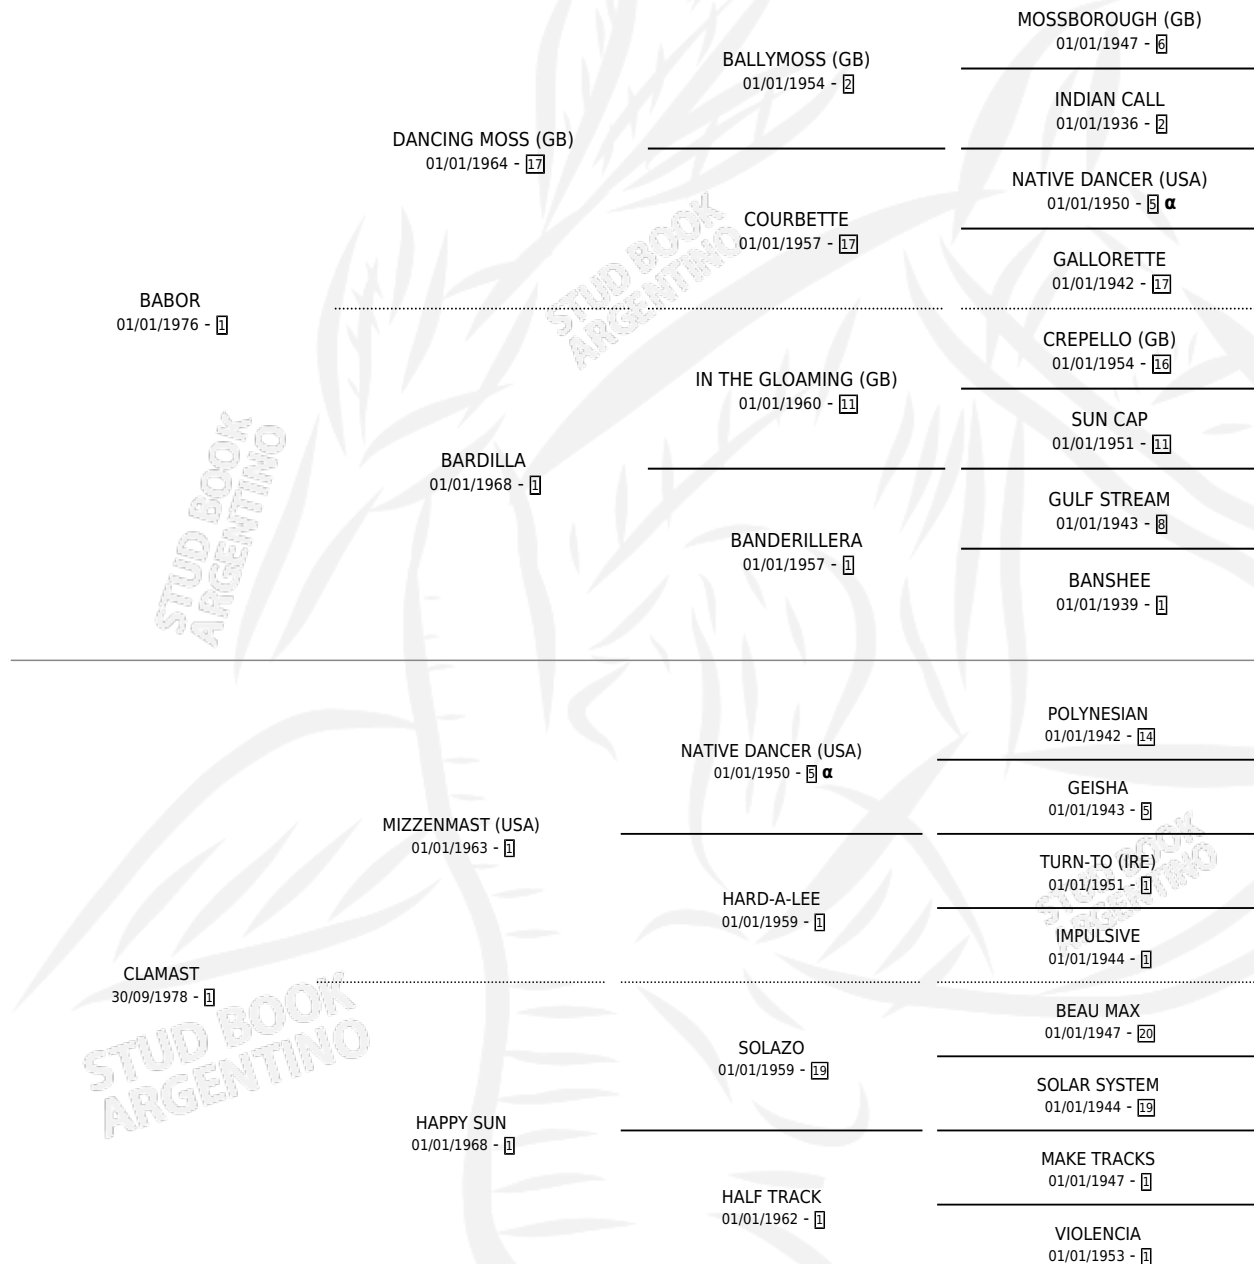 MOSSBOROUGH (GB)
01/01/1947 - 6
BALLYMOSS (GB)
01/01/1954 - 2
INDIAN CALL
01/01/1936 - 2
DANCING MOSS (GB)
01/01/1964 - 17
NATIVE DANCER (USA)
01/01/1950 - 5 α
COURBETTE
01/01/1957 - 17
GALLORETTE
01/01/1942 - 17
BABOR
01/01/1976 - 1
CREPELLO (GB)
01/01/1954 - 16
IN THE GLOAMING (GB)
01/01/1960 - 11
SUN CAP
01/01/1951 - 11
BARDILLA
01/01/1968 - 1
GULF STREAM
01/01/1943 - 8
BANDERILLERA
01/01/1957 - 1
BANSHEE
01/01/1939 - 1
POLYNESIAN
01/01/1942 - 14
NATIVE DANCER (USA)
01/01/1950 - 5 α
GEISHA
01/01/1943 - 5
MIZZENMAST (USA)
01/01/1963 - 1
TURN-TO (IRE)
01/01/1951 - 1
HARD-A-LEE
01/01/1959 - 1
IMPULSIVE
01/01/1944 - 1
CLAMAST
30/09/1978 - 1
BEAU MAX
01/01/1947 - 20
SOLAZO
01/01/1959 - 19
SOLAR SYSTEM
01/01/1944 - 19
HAPPY SUN
01/01/1968 - 1
MAKE TRACKS
01/01/1947 - 1
HALF TRACK
01/01/1962 - 1
VIOLENCIA
01/01/1953 - 1
STUD BOOK
ARGENTINO
STUD BOOK
ARGENTINO
STUD BOOK
ARGENTINO
STUD BOOK
ARGENTINO